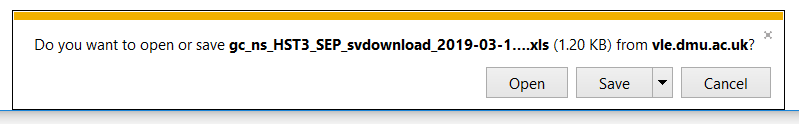 Do you want to open or save gc_ns_HST3_SEP_svdownload_2019-03-1....xls (1.20 KB) from vle.dmu.ac.uk?
Open Save Cancel